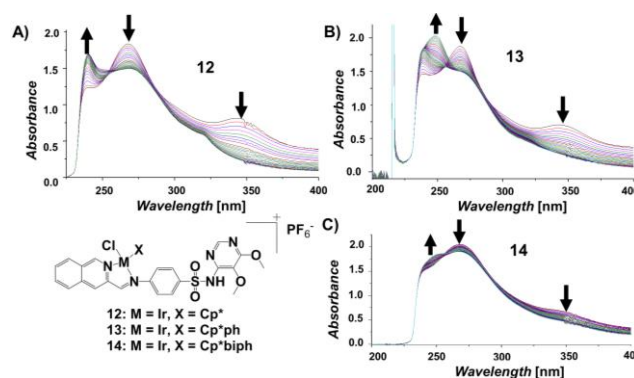 A)
12
2.0
1.5
1.0
0.5
0.0
Absorbance
250 300 350 400
Wavelength [nm]
B)
13
2.0
1.5
1.0
0.5
0.0
Absorbance
200 250 300 350 400
Wavelength [nm]
Cl X
M
N N
O
S
O
NH
N N
O
O
+ PF₆⁻
12: M = Ir, X = Cp*
13: M = Ir, X = Cp*ph
14: M = Ir, X = Cp*biph
C)
14
2.0
1.5
1.0
0.5
0.0
Absorbance
200 250 300 350 400
Wavelength [nm]